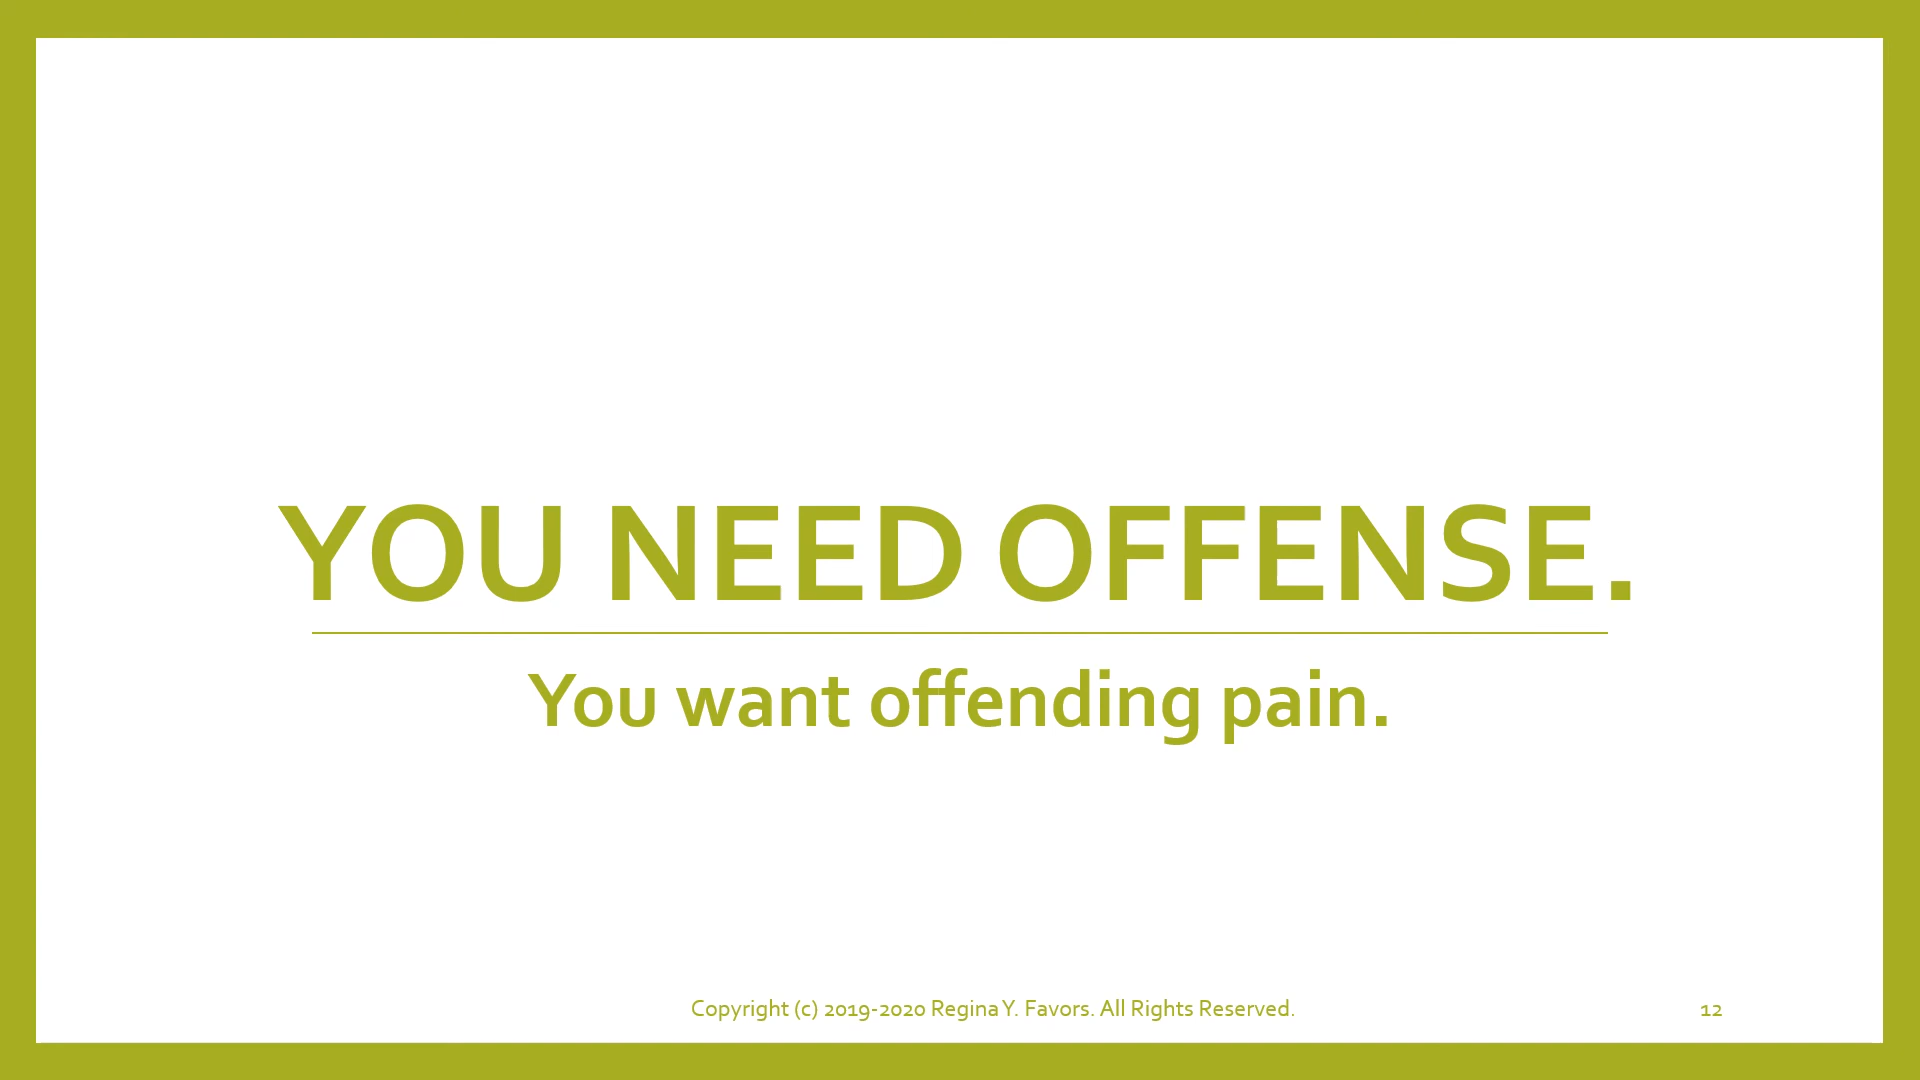 YOU NEED OFFENSE.
You want offending pain.
Copyright (c) 2019-2020 Regina Y. Favors. All Rights Reserved.
12